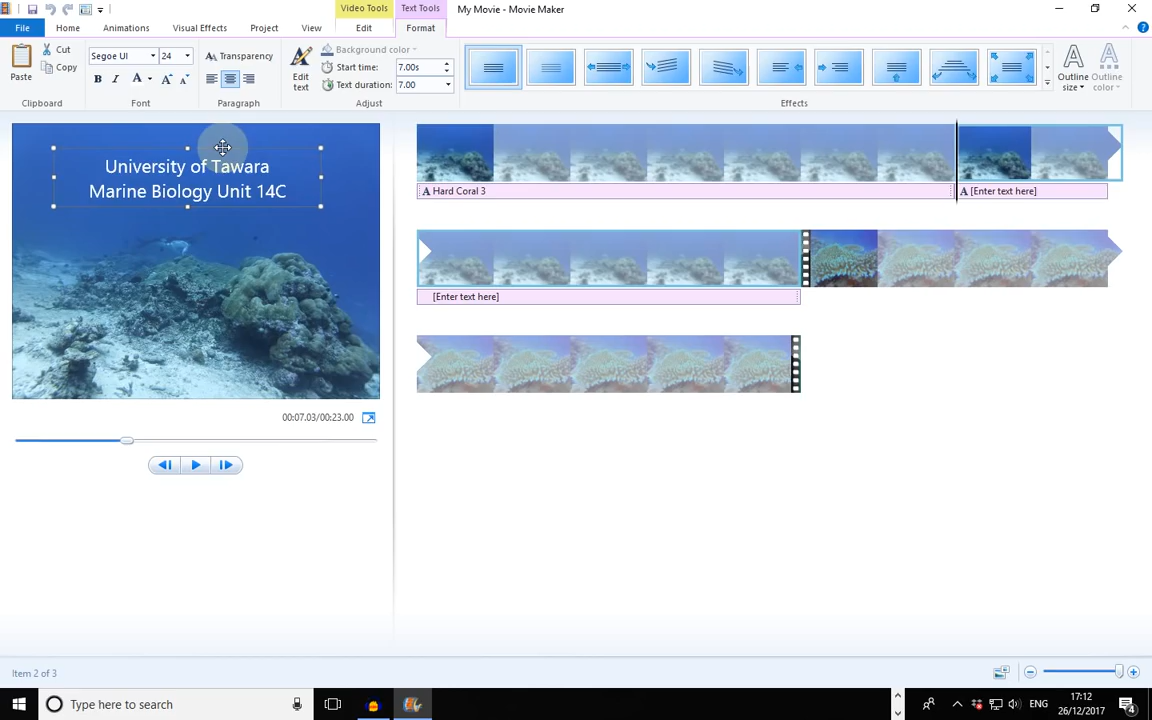 Video Tools
Text Tools
My Movie - Movie Maker
File
Home
Animations
Visual Effects
Project
View
Edit
Format
Paste
Cut
Copy
Clipboard
Segoe UI
24
B
I
A
A
A
Font
Transparency
Paragraph
Edit
text
Background color
Start time:
7.00s
Text duration:
7.00
Adjust
Effects
Outline
size
Outline
color
University of Tawara
Marine Biology Unit 14C
A Hard Coral 3
A [Enter text here]
[Enter text here]
00:07.03/00:23.00
Item 2 of 3
Type here to search
ENG
17:12
26/12/2017
4